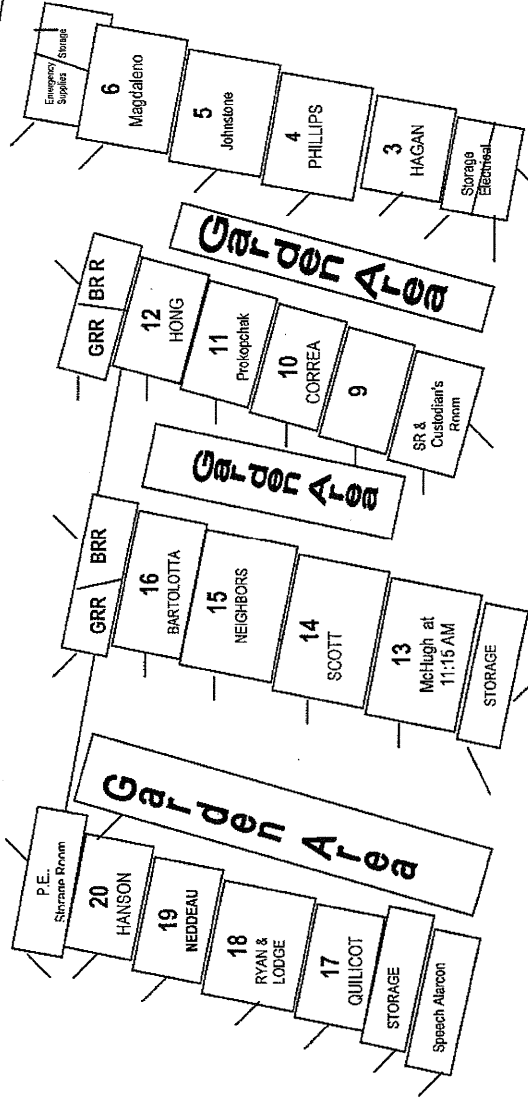 Emergency
Supplies
Storage
6
Magdaleno
5
Johnstone
4
PHILLIPS
3
HAGAN
Storage
Electrical
Garden Area
GRR
BR R
12
HONG
11
Prokopchak
10
CORREA
9
SR &
Custodian's
Room
Garden Area
GRR
BRR
16
BARTOLOTTA
15
NEIGHBORS
14
SCOTT
13
McHugh at
11:15 AM
STORAGE
Garden Area
P.E..
Storage Room
20
HANSON
19
NEDDEAU
18
RYAN &
LODGE
17
QUILICOT
STORAGE
Speech Alarcon